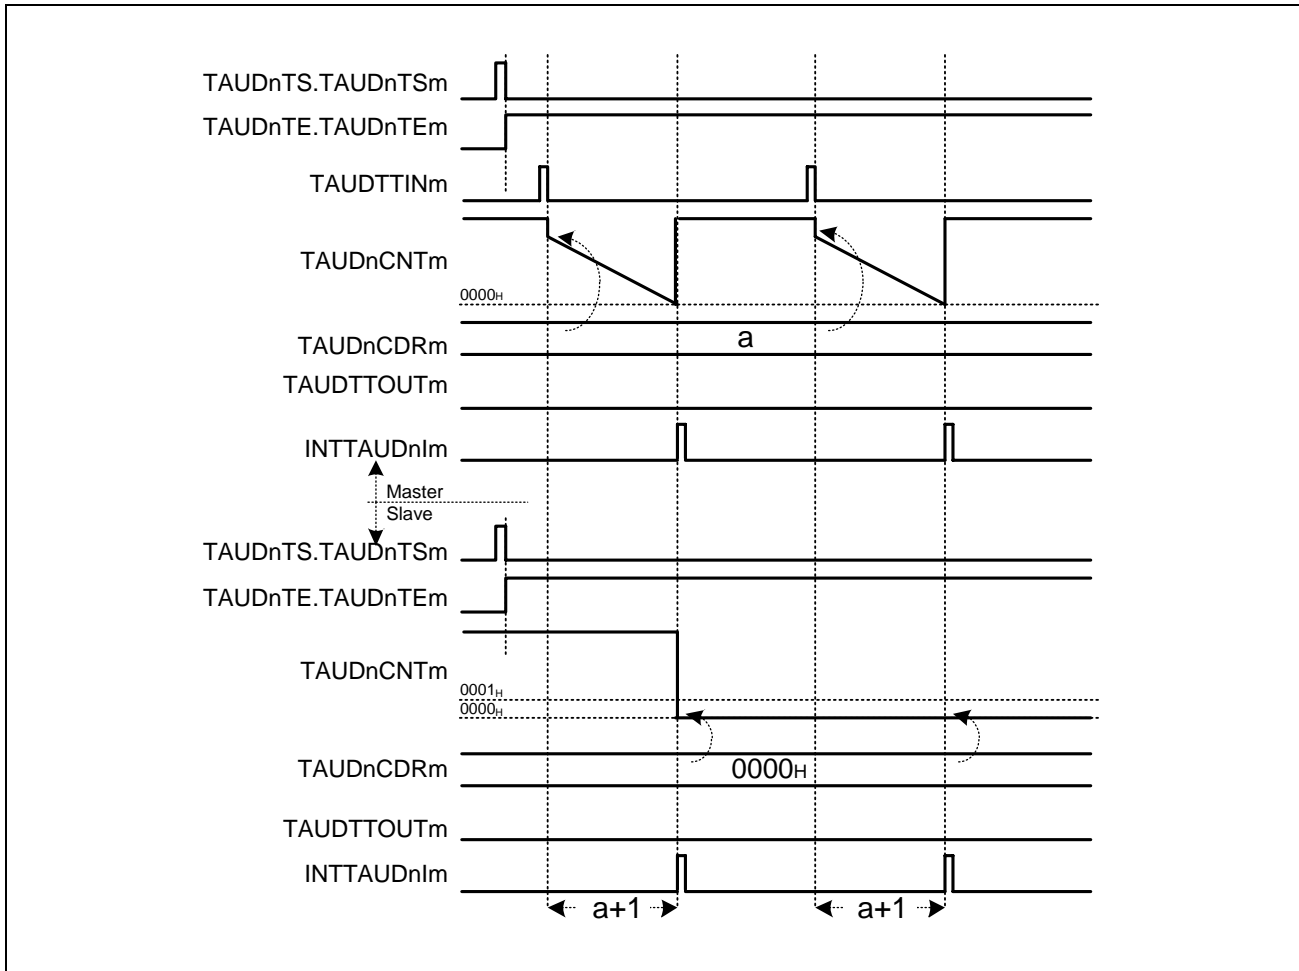 TAUDnTS.TAUDnTSm
TAUDnTE.TAUDnTEm
TAUDTTINm
TAUDnCNTm
0000H
TAUDnCDRm
a
TAUDTTOUTm
INTTAUDnIm
Master
Slave
TAUDnTS.TAUDnTSm
TAUDnTE.TAUDnTEm
TAUDnCNTm
0001H
0000H
TAUDnCDRm
0000H
TAUDTTOUTm
INTTAUDnIm
a+1 a+1